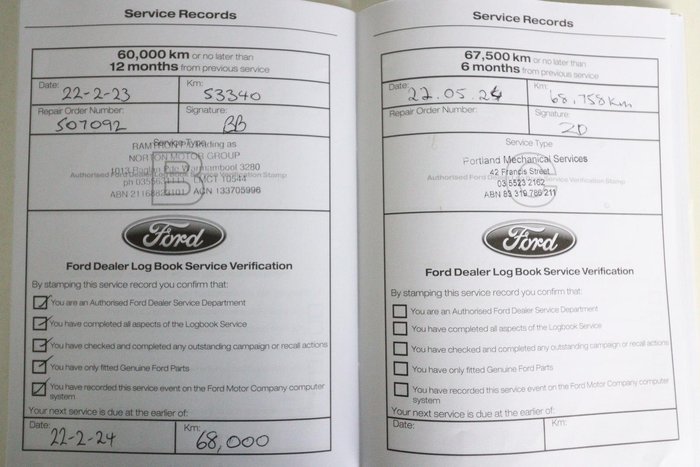 Service Records
60,000 km or no later than
12 months from previous service
Date: 22-2-23 Km: 53340
Repair Order Number: 507092 Signature: BB
Service Type
NORTON MOTOR GROUP
Warrnambool 3280
LMCT 10544
ACN 133705996
B
Ford
Ford Dealer Log Book Service Verification
By stamping this service record you confirm that:
You are an Authorised Ford Dealer Service Department
You have completed all aspects of the Logbook Service
You have checked and completed any outstanding campaign or recall actions
You have only fitted Genuine Ford Parts
You have recorded this service event on the Ford Motor Company computer
system
Your next service is due at the earlier of:
Date: 22-2-24 Km: 68,000
Service Records
67,500 km or no later than
6 months from previous service
Date: 22.05.24 Km: 68,758km
Repair Order Number: Signature: ZD
Service Type
Portland Mechanical Services
42 Francis Street
Authorised Ford Service Verification Stamp
03 5523 2162
ABN 83 319 786 211
C
Ford
Ford Dealer Log Book Service Verification
By stamping this service record you confirm that:
You are an Authorised Ford Dealer Service Department
You have completed all aspects of the Logbook Service
You have checked and completed any outstanding campaign or recall actions
You have only fitted Genuine Ford Parts
You have recorded this service event on the Ford Motor Company computer
system
Your next service is due at the earlier of:
Date: Km: